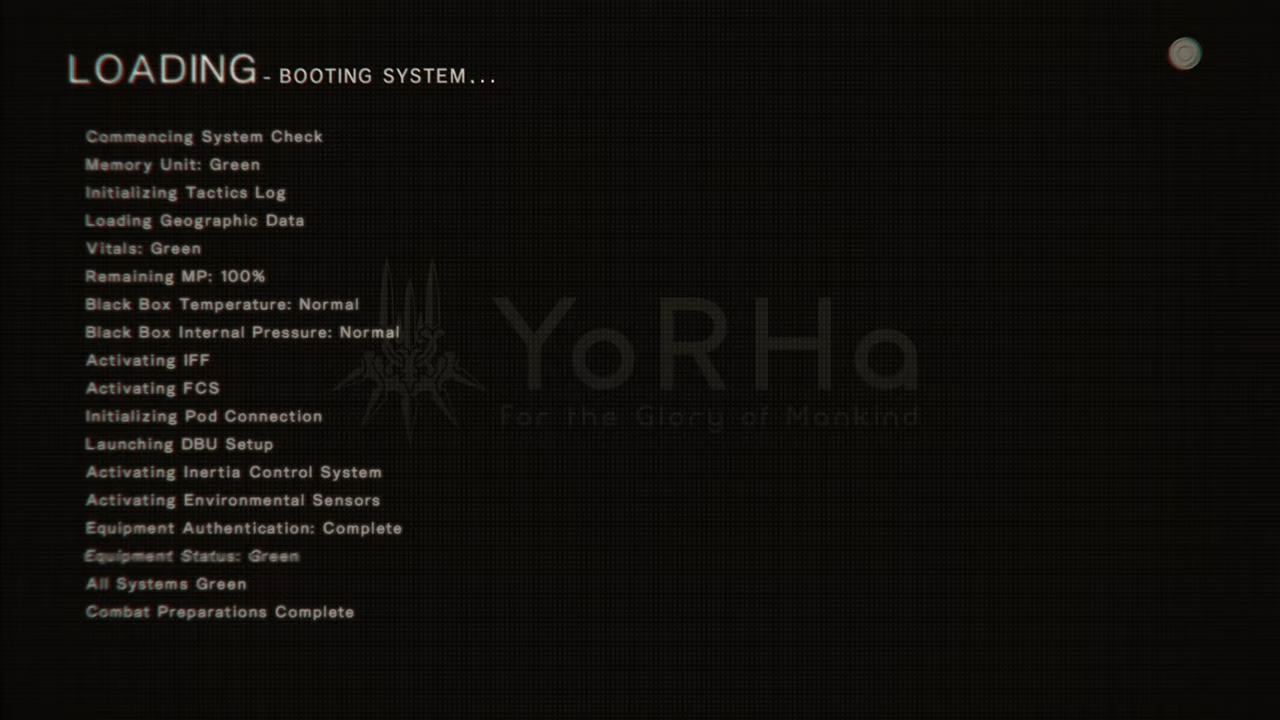 LOADING - BOOTING SYSTEM...
Commencing System Check
Memory Unit: Green
Initializing Tactics Log
Loading Geographic Data
Vitals: Green
Remaining MP: 100%
Black Box Temperature: Normal
Black Box Internal Pressure: Normal
Activating IFF
Activating FCS
Initializing Pod Connection
Launching DBU Setup
Activating Inertia Control System
Activating Environmental Sensors
Equipment Authentication: Complete
Equipment Status: Green
All Systems Green
Combat Preparations Complete
YoRHa
For the Glory of Mankind